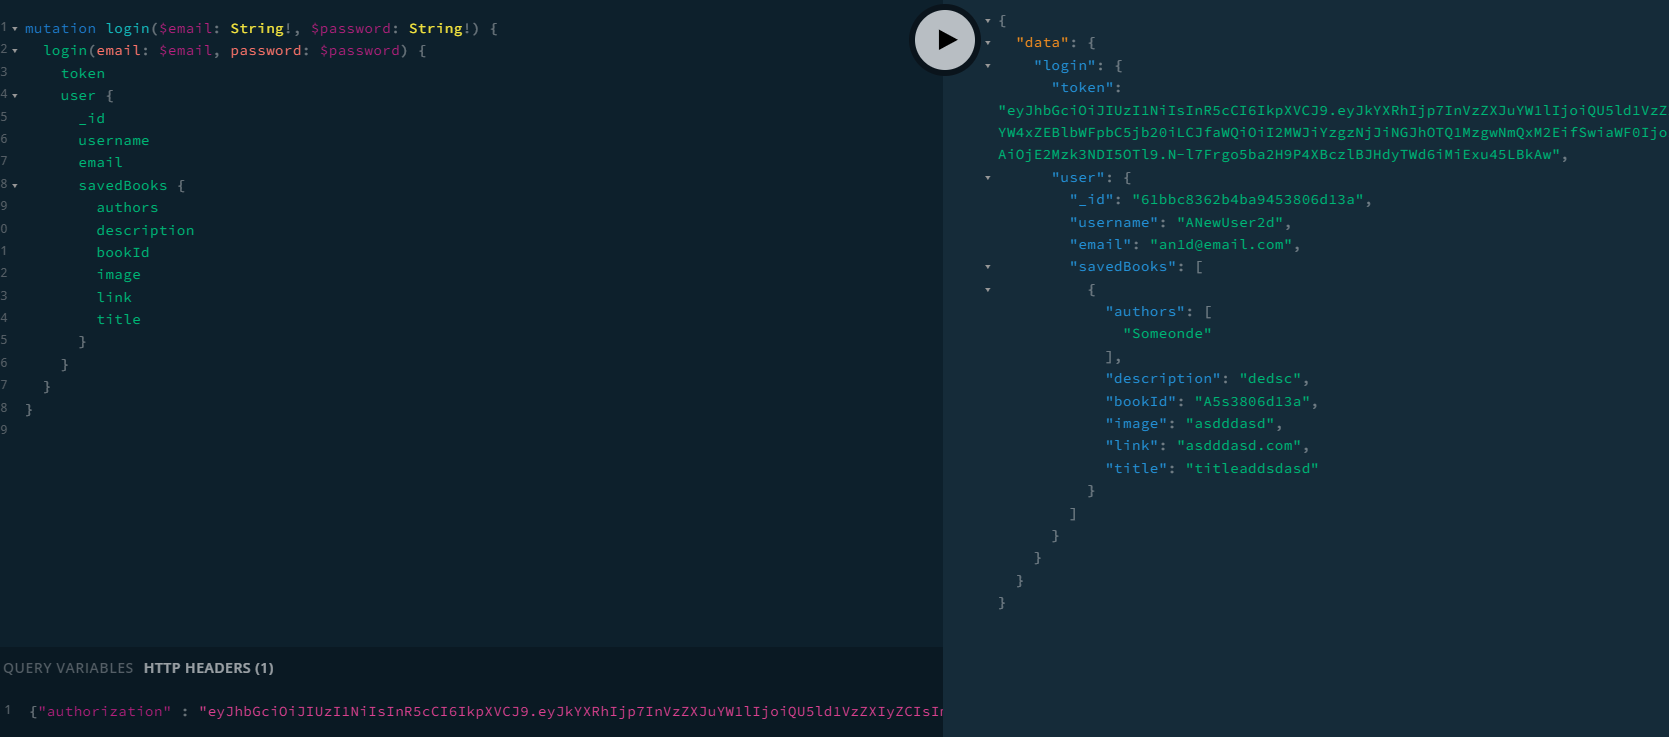 1 mutation login($email: String!, $password: String!) {
2 login(email: $email, password: $password) {
3 token
4 user {
5 _id
6 username
7 email
8 savedBooks {
9 authors
0 description
1 bookId
2 image
3 link
4 title
5 }
6 }
7 }
8 }
9
QUERY VARIABLES HTTP HEADERS (1)
1 {"authorization" : "eyJhbGciOiJIUzI1NiIsInR5cCI6IkpXVCJ9.eyJkYXRhIjp7InVzZXJuYW1lIjoiQU5ld1VzZXIyZCIsIn
{
"data": {
"login": {
"token":
"eyJhbGciOiJIUzI1NiIsInR5cCI6IkpXVCJ9.eyJkYXRhIjp7InVzZXJuYW1lIjoiQU5ld1VzZ
YW4xZEBlbWFpbC5jb20iLCJfaWQiOiI2MWJiYzgzNjJiNGJhOTQ1MzgwNmQxM2EifSwiaWF0Ijo
AiOjE2Mzk3NDI5OTl9.N-l7Frgo5ba2H9P4XBczlBJHdyTWd6iMiExu45LBkAw",
"user": {
"_id": "61bbc8362b4ba9453806d13a",
"username": "ANewUser2d",
"email": "an1d@email.com",
"savedBooks": [
{
"authors": [
"Someonde"
],
"description": "dedsc",
"bookId": "A5s3806d13a",
"image": "asdddasd",
"link": "asdddasd.com",
"title": "titleaddsdasd"
}
]
}
}
}
}